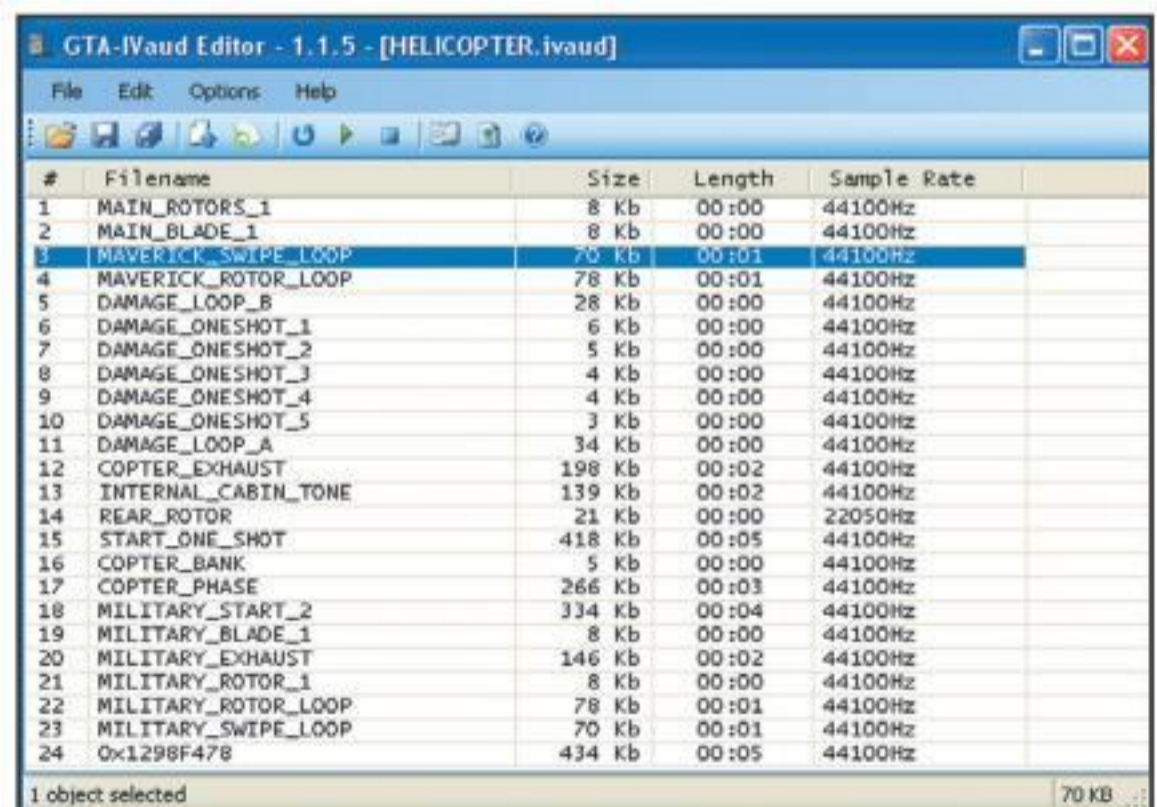 GTA-IVaud Editor - 1.1.5 - [HELICOPTER.ivaud]
File Edit Options Help
# Filename Size Length Sample Rate
1 MAIN_ROTORS_1 8 Kb 00:00 44100Hz
2 MAIN_BLADE_1 8 Kb 00:00 44100Hz
3 MAVERICK_SWIPE_LOOP 70 Kb 00:01 44100Hz
4 MAVERICK_ROTOR_LOOP 78 Kb 00:01 44100Hz
5 DAMAGE_LOOP_B 28 Kb 00:00 44100Hz
6 DAMAGE_ONESHOT_1 6 Kb 00:00 44100Hz
7 DAMAGE_ONESHOT_2 5 Kb 00:00 44100Hz
8 DAMAGE_ONESHOT_3 4 Kb 00:00 44100Hz
9 DAMAGE_ONESHOT_4 4 Kb 00:00 44100Hz
10 DAMAGE_ONESHOT_5 3 Kb 00:00 44100Hz
11 DAMAGE_LOOP_A 34 Kb 00:00 44100Hz
12 COPTER_EXHAUST 198 Kb 00:02 44100Hz
13 INTERNAL_CABIN_TONE 139 Kb 00:02 44100Hz
14 REAR_ROTOR 21 Kb 00:00 22050Hz
15 START_ONE_SHOT 418 Kb 00:05 44100Hz
16 COPTER_BANK 5 Kb 00:00 44100Hz
17 COPTER_PHASE 266 Kb 00:03 44100Hz
18 MILITARY_START_2 334 Kb 00:04 44100Hz
19 MILITARY_BLADE_1 8 Kb 00:00 44100Hz
20 MILITARY_EXHAUST 146 Kb 00:02 44100Hz
21 MILITARY_ROTOR_1 8 Kb 00:00 44100Hz
22 MILITARY_ROTOR_LOOP 78 Kb 00:01 44100Hz
23 MILITARY_SWIPE_LOOP 70 Kb 00:01 44100Hz
24 0x1298F478 434 Kb 00:05 44100Hz
1 object selected 70 KB